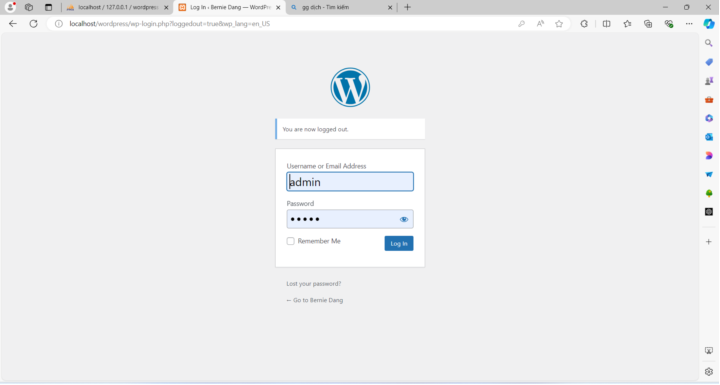 localhost / 127.0.0.1 / wordpress
Log In ‹ Bernie Dang — WordPr
gg dịch - Tìm kiếm
localhost/wordpress/wp-login.php?loggedout=true&wp_lang=en_US
You are now logged out.
Username or Email Address
admin
Password
Remember Me
Log In
Lost your password?
← Go to Bernie Dang